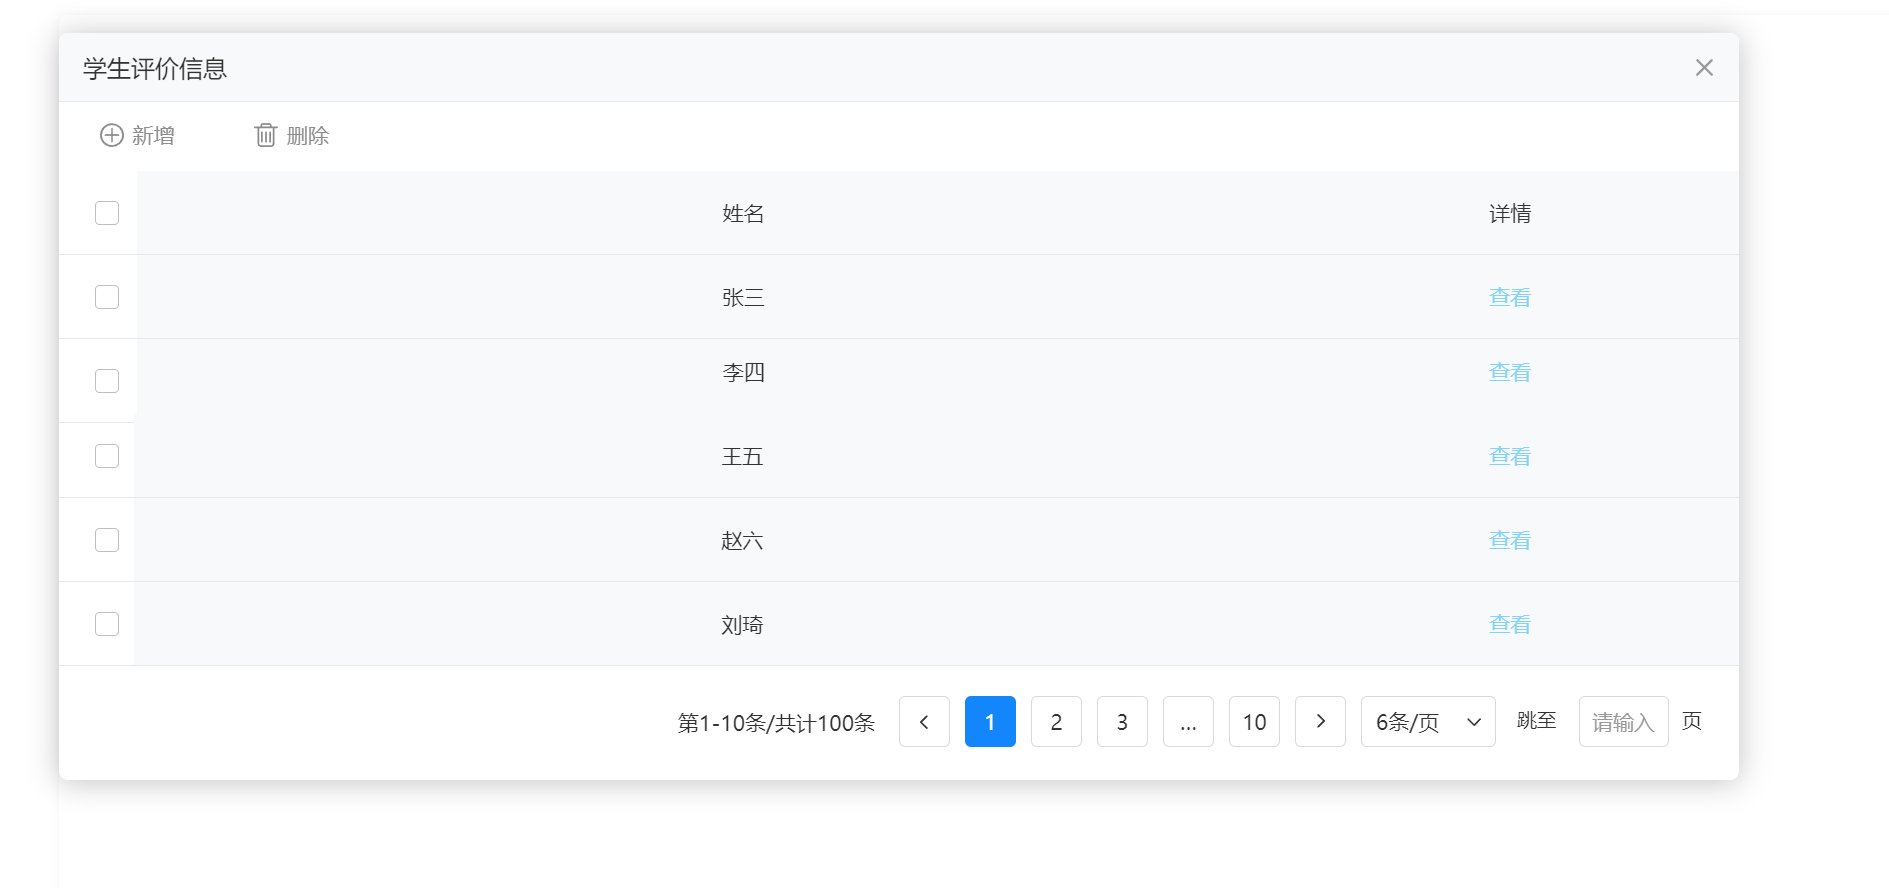 学生评价信息
新增 删除
姓名 详情
张三 查看
李四 查看
王五 查看
赵六 查看
刘琦 查看
第1-10条/共计100条 1 2 3 ... 10 6条/页 跳至 请输入 页